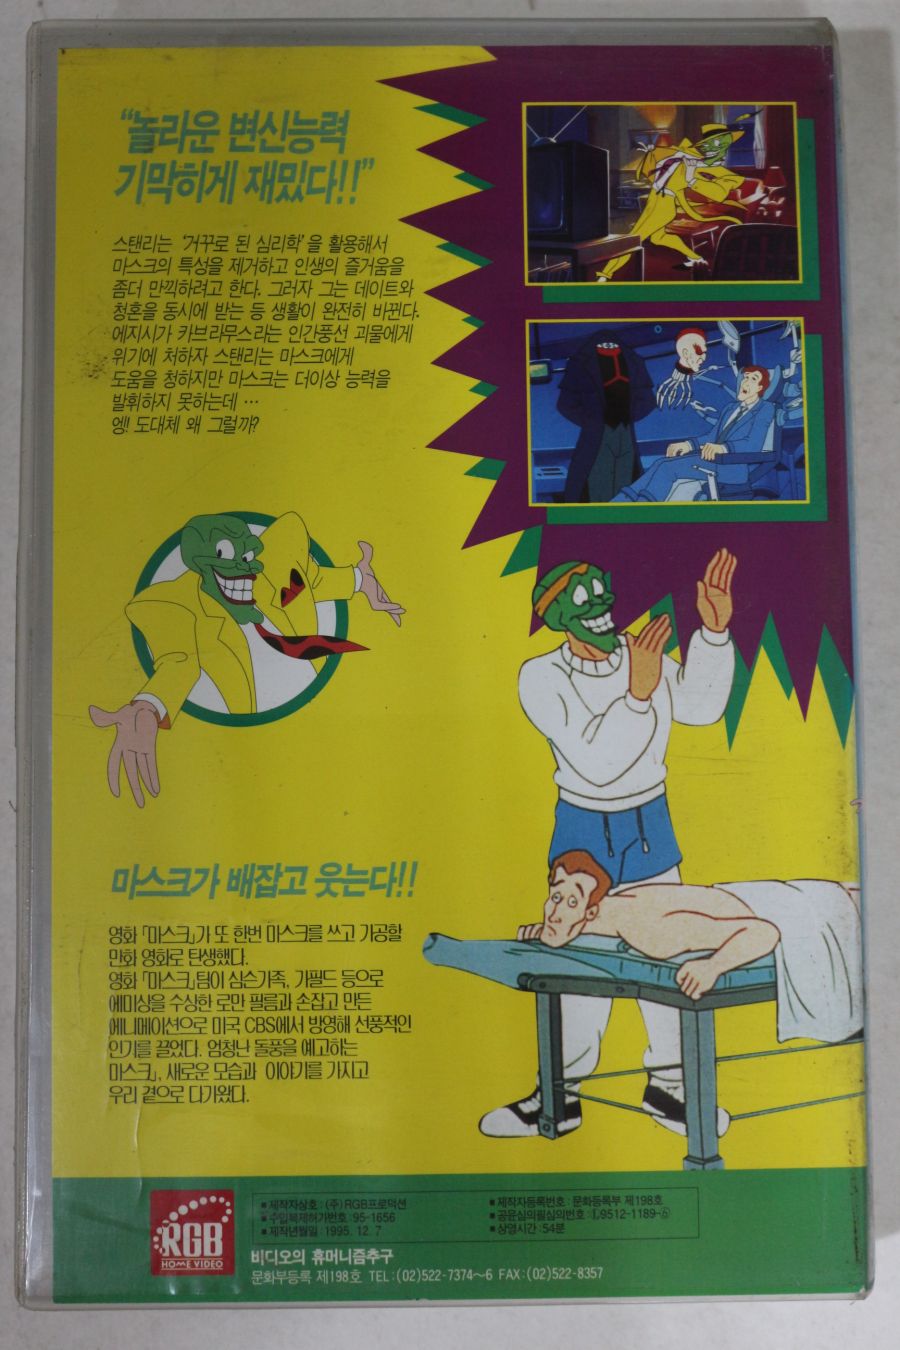 “놀라운 변신능력
기막히게 재밌다!!”
스탠리는 ‘거꾸로 된 심리학’을 활용해서
마스크의 특성을 제거하고 인생의 즐거움을
좀더 만끽하려고 한다. 그러자 그는 데이트와
청혼을 동시에 받는 등 생활이 완전히 바뀐다.
에지시가 카브라무스라는 인간풍선 괴물에게
위기에 처하자 스탠리는 마스크에게
도움을 청하지만 마스크는 더이상 능력을
발휘하지 못하는데 …
엥! 도대체 왜 그럴까?
마스크가 배잡고 웃는다!!
영화 「마스크」가 또 한번 마스크를 쓰고 가공할
만화 영화로 탄생했다.
영화 「마스크」팀이 심슨가족, 가필드 등으로
에미상을 수상한 로만 필름과 손잡고 만든
애니메이션으로 미국 CBS에서 방영해 선풍적인
인기를 끌었다. 엄청난 돌풍을 예고하는
마스크」, 새로운 모습과 이야기를 가지고
우리 곁으로 다가왔다.
RGB
HOME VIDEO
■ 제작자상호 : (주)RGB프로덕션
■ 수입복제허가번호 : 95-1656
■ 제작년월일 : 1995. 12. 7
■ 제작자등록번호 : 문화등록부 제198호
■ 공윤심의필심의번호 : L9512-1189-⑥
■ 상영시간 : 54분
비디오의 휴머니즘추구
문화부등록 제198호 TEL : (02)522-7374~6 FAX : (02)522-8357